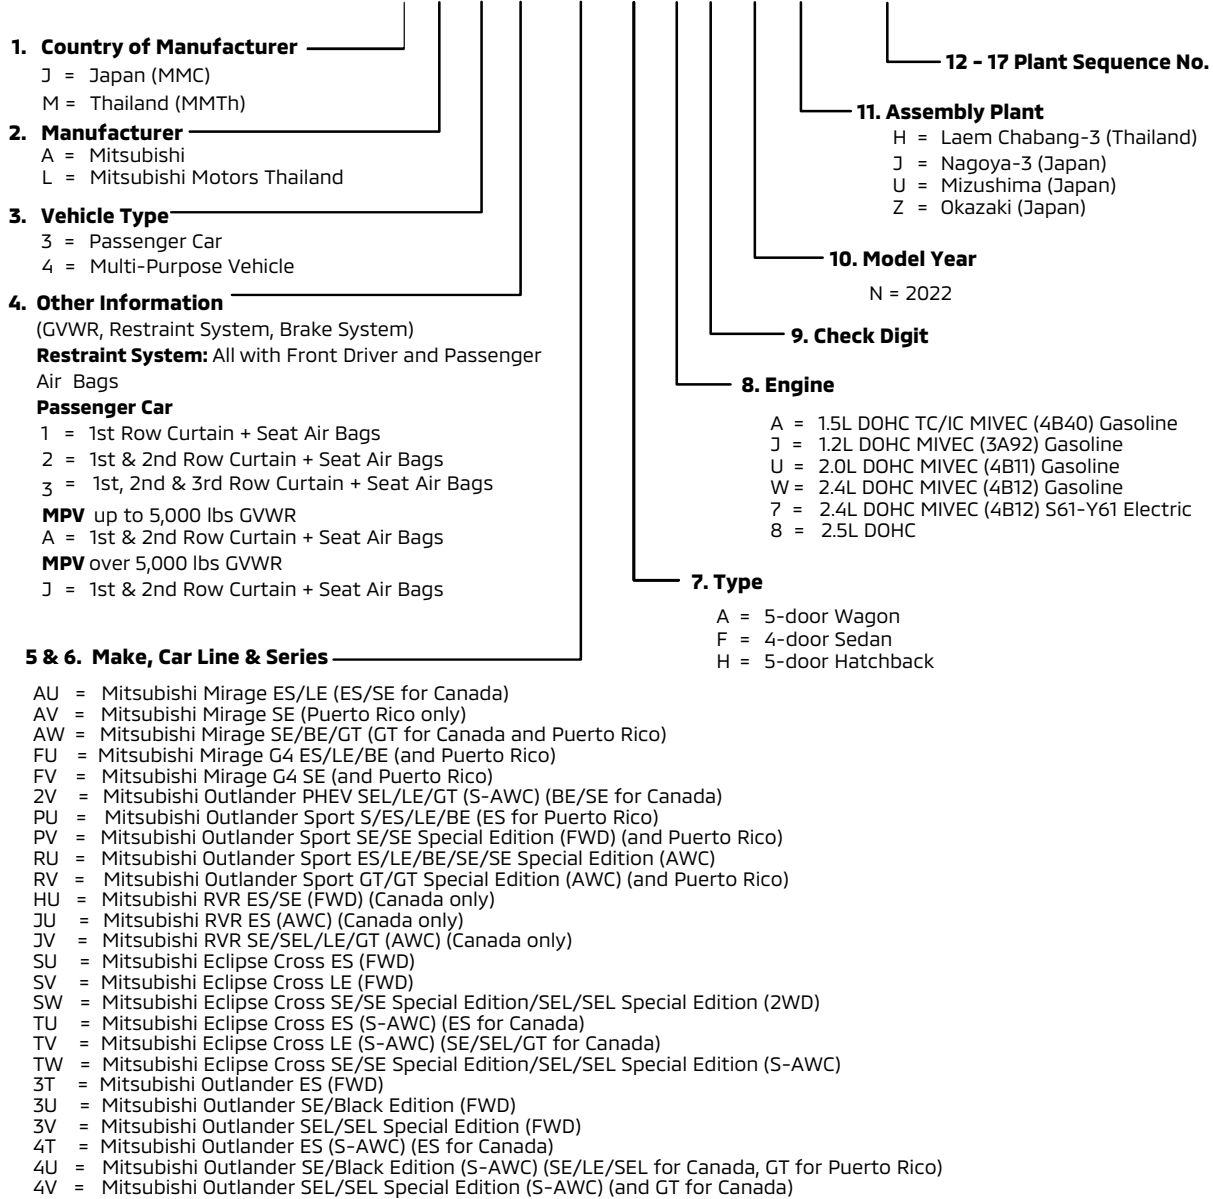 1. Country of Manufacturer
J = Japan (MMC)
M = Thailand (MMTh)
2. Manufacturer
A = Mitsubishi
L = Mitsubishi Motors Thailand
3. Vehicle Type
3 = Passenger Car
4 = Multi-Purpose Vehicle
4. Other Information
(GVWR, Restraint System, Brake System)
Restraint System: All with Front Driver and Passenger
Air Bags
Passenger Car
1 = 1st Row Curtain + Seat Air Bags
2 = 1st & 2nd Row Curtain + Seat Air Bags
3 = 1st, 2nd & 3rd Row Curtain + Seat Air Bags
MPV up to 5,000 lbs GVWR
A = 1st & 2nd Row Curtain + Seat Air Bags
MPV over 5,000 lbs GVWR
J = 1st & 2nd Row Curtain + Seat Air Bags
5 & 6. Make, Car Line & Series
AU = Mitsubishi Mirage ES/LE (ES/SE for Canada)
AV = Mitsubishi Mirage SE (Puerto Rico only)
AW = Mitsubishi Mirage SE/BE/GT (GT for Canada and Puerto Rico)
FU = Mitsubishi Mirage G4 ES/LE/BE (and Puerto Rico)
FV = Mitsubishi Mirage G4 SE (and Puerto Rico)
2V = Mitsubishi Outlander PHEV SEL/LE/GT (S-AWC) (BE/SE for Canada)
PU = Mitsubishi Outlander Sport S/ES/LE/BE (ES for Puerto Rico)
PV = Mitsubishi Outlander Sport SE/SE Special Edition (FWD) (and Puerto Rico)
RU = Mitsubishi Outlander Sport ES/LE/BE/SE/SE Special Edition (AWC)
RV = Mitsubishi Outlander Sport GT/GT Special Edition (AWC) (and Puerto Rico)
HU = Mitsubishi RVR ES/SE (FWD) (Canada only)
JU = Mitsubishi RVR ES (AWC) (Canada only)
JV = Mitsubishi RVR SE/SEL/LE/GT (AWC) (Canada only)
SU = Mitsubishi Eclipse Cross ES (FWD)
SV = Mitsubishi Eclipse Cross LE (FWD)
SW = Mitsubishi Eclipse Cross SE/SE Special Edition/SEL/SEL Special Edition (2WD)
TU = Mitsubishi Eclipse Cross ES (S-AWC) (ES for Canada)
TV = Mitsubishi Eclipse Cross LE (S-AWC) (SE/SEL/GT for Canada)
TW = Mitsubishi Eclipse Cross SE/SE Special Edition/SEL/SEL Special Edition (S-AWC)
3T = Mitsubishi Outlander ES (FWD)
3U = Mitsubishi Outlander SE/Black Edition (FWD)
3V = Mitsubishi Outlander SEL/SEL Special Edition (FWD)
4T = Mitsubishi Outlander ES (S-AWC) (ES for Canada)
4U = Mitsubishi Outlander SE/Black Edition (S-AWC) (SE/LE/SEL for Canada, GT for Puerto Rico)
4V = Mitsubishi Outlander SEL/SEL Special Edition (S-AWC) (and GT for Canada)
7. Type
A = 5-door Wagon
F = 4-door Sedan
H = 5-door Hatchback
8. Engine
A = 1.5L DOHC TC/IC MIVEC (4B40) Gasoline
J = 1.2L DOHC MIVEC (3A92) Gasoline
U = 2.0L DOHC MIVEC (4B11) Gasoline
W = 2.4L DOHC MIVEC (4B12) Gasoline
7 = 2.4L DOHC MIVEC (4B12) S61-Y61 Electric
8 = 2.5L DOHC
9. Check Digit
10. Model Year
N = 2022
11. Assembly Plant
H = Laem Chabang-3 (Thailand)
J = Nagoya-3 (Japan)
U = Mizushima (Japan)
Z = Okazaki (Japan)
12 - 17 Plant Sequence No.